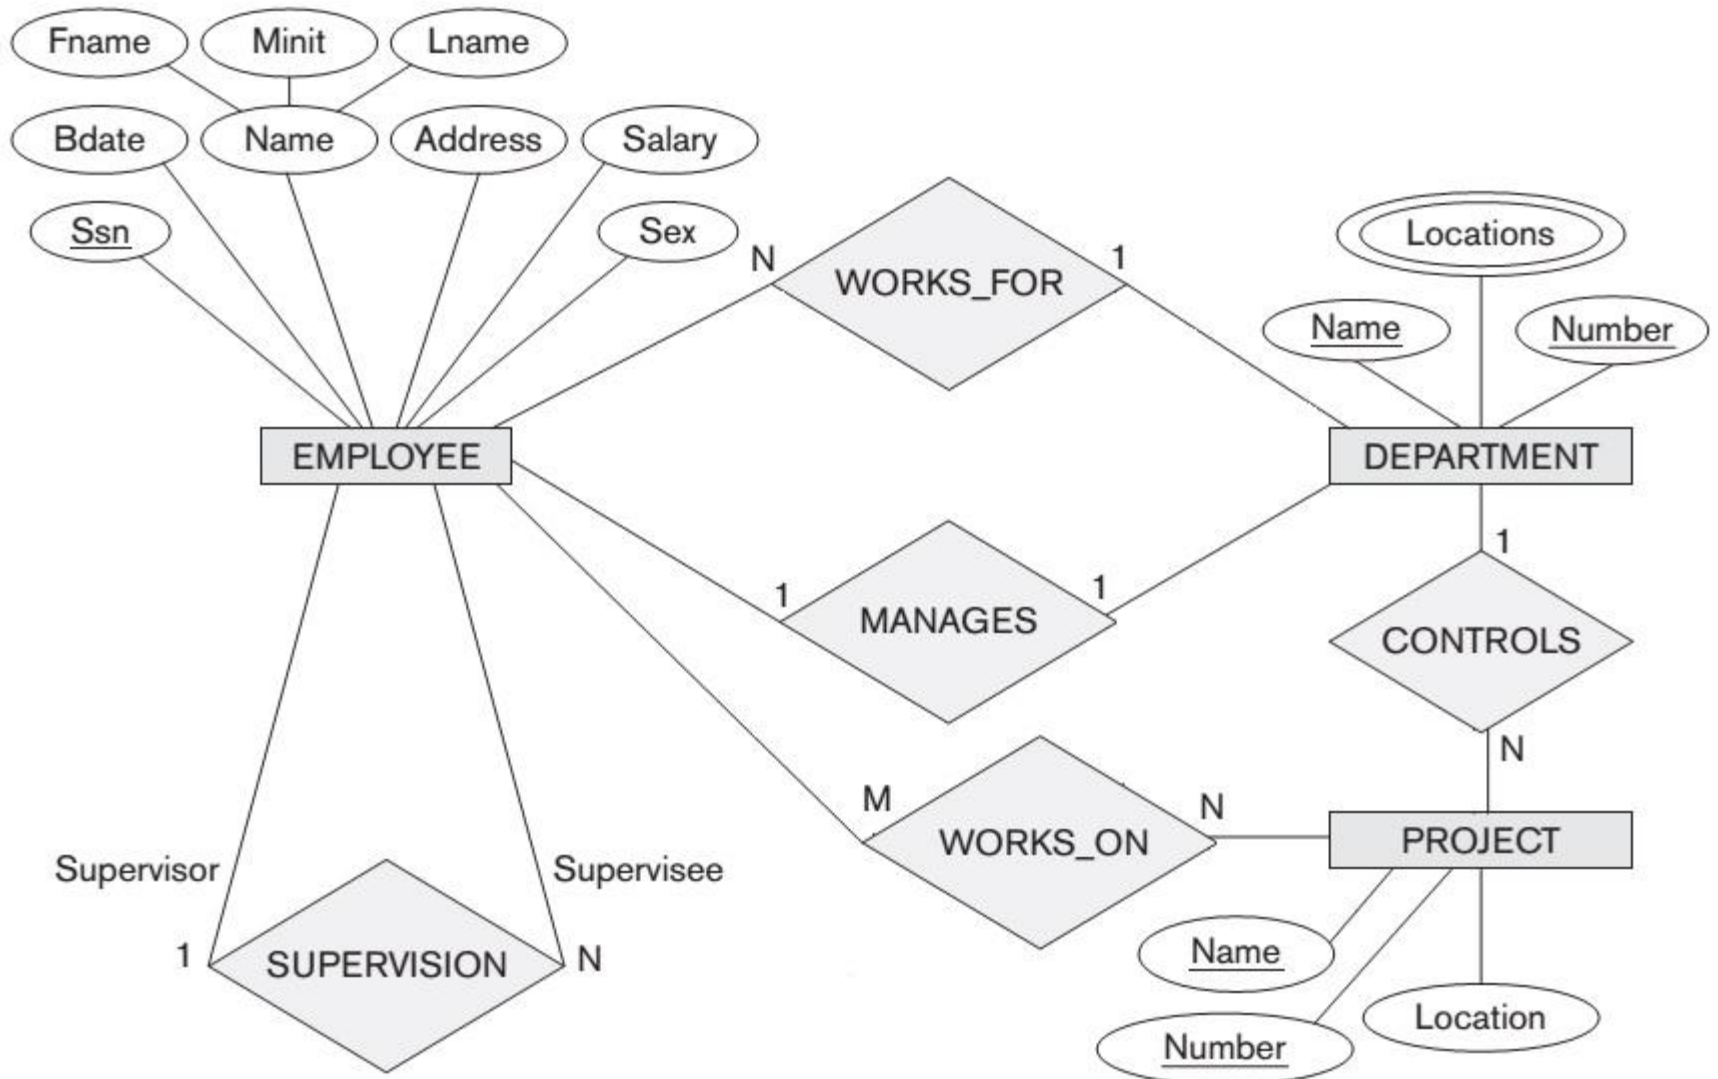 Fname Minit Lname
Bdate Name Address Salary
Ssn Sex
N WORKS_FOR 1
Locations
Name Number
EMPLOYEE DEPARTMENT
1 MANAGES 1
1
CONTROLS
N
M WORKS_ON N
PROJECT
Supervisor Supervisee
1 SUPERVISION N
Name
Location
Number